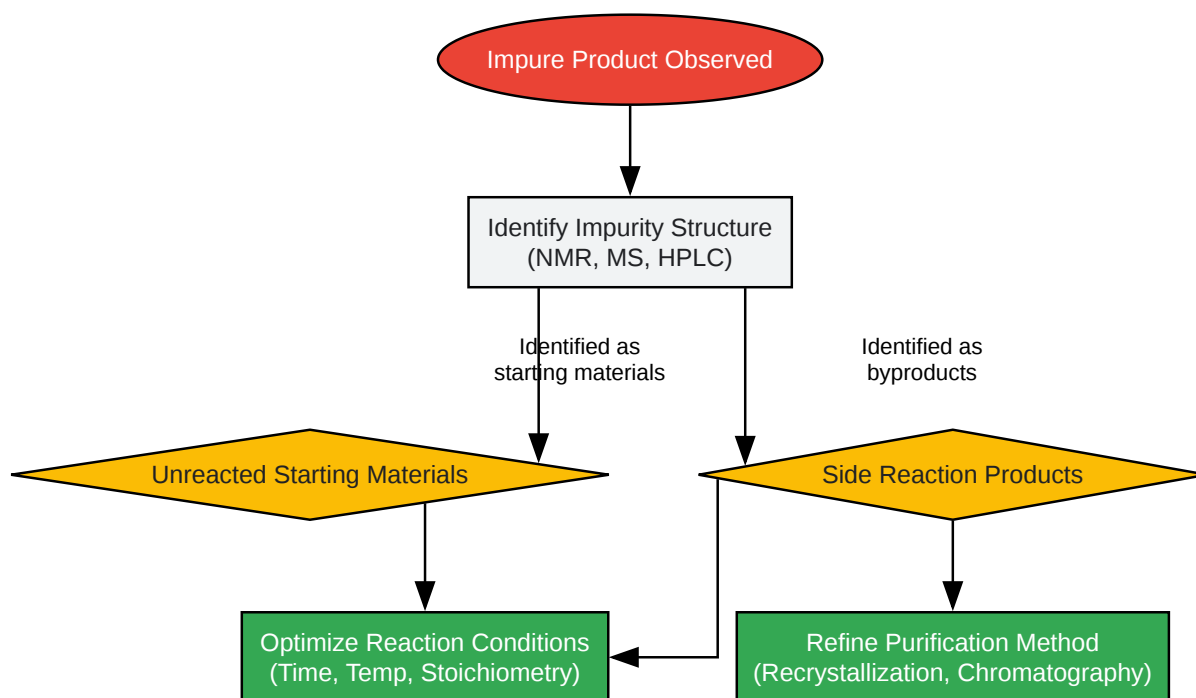 Impure Product Observed
Identify Impurity Structure
(NMR, MS, HPLC)
Identified as
starting materials
Identified as
byproducts
Unreacted Starting Materials
Side Reaction Products
Optimize Reaction Conditions
(Time, Temp, Stoichiometry)
Refine Purification Method
(Recrystallization, Chromatography)